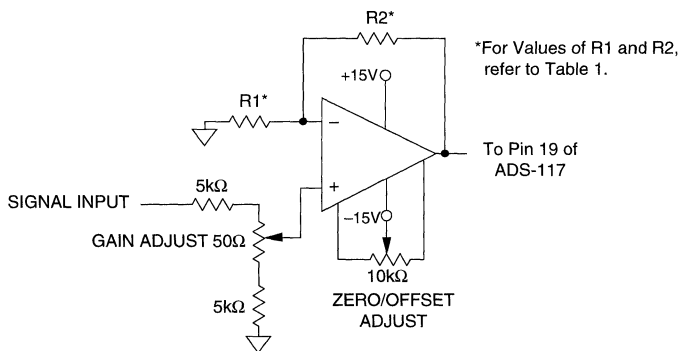 R2*
*For Values of R1 and R2,
refer to Table 1.
+15V
R1*
−
To Pin 19 of
ADS-117
5kΩ
+
SIGNAL INPUT
−15V
GAIN ADJUST 50Ω
10kΩ
5kΩ
ZERO/OFFSET
ADJUST